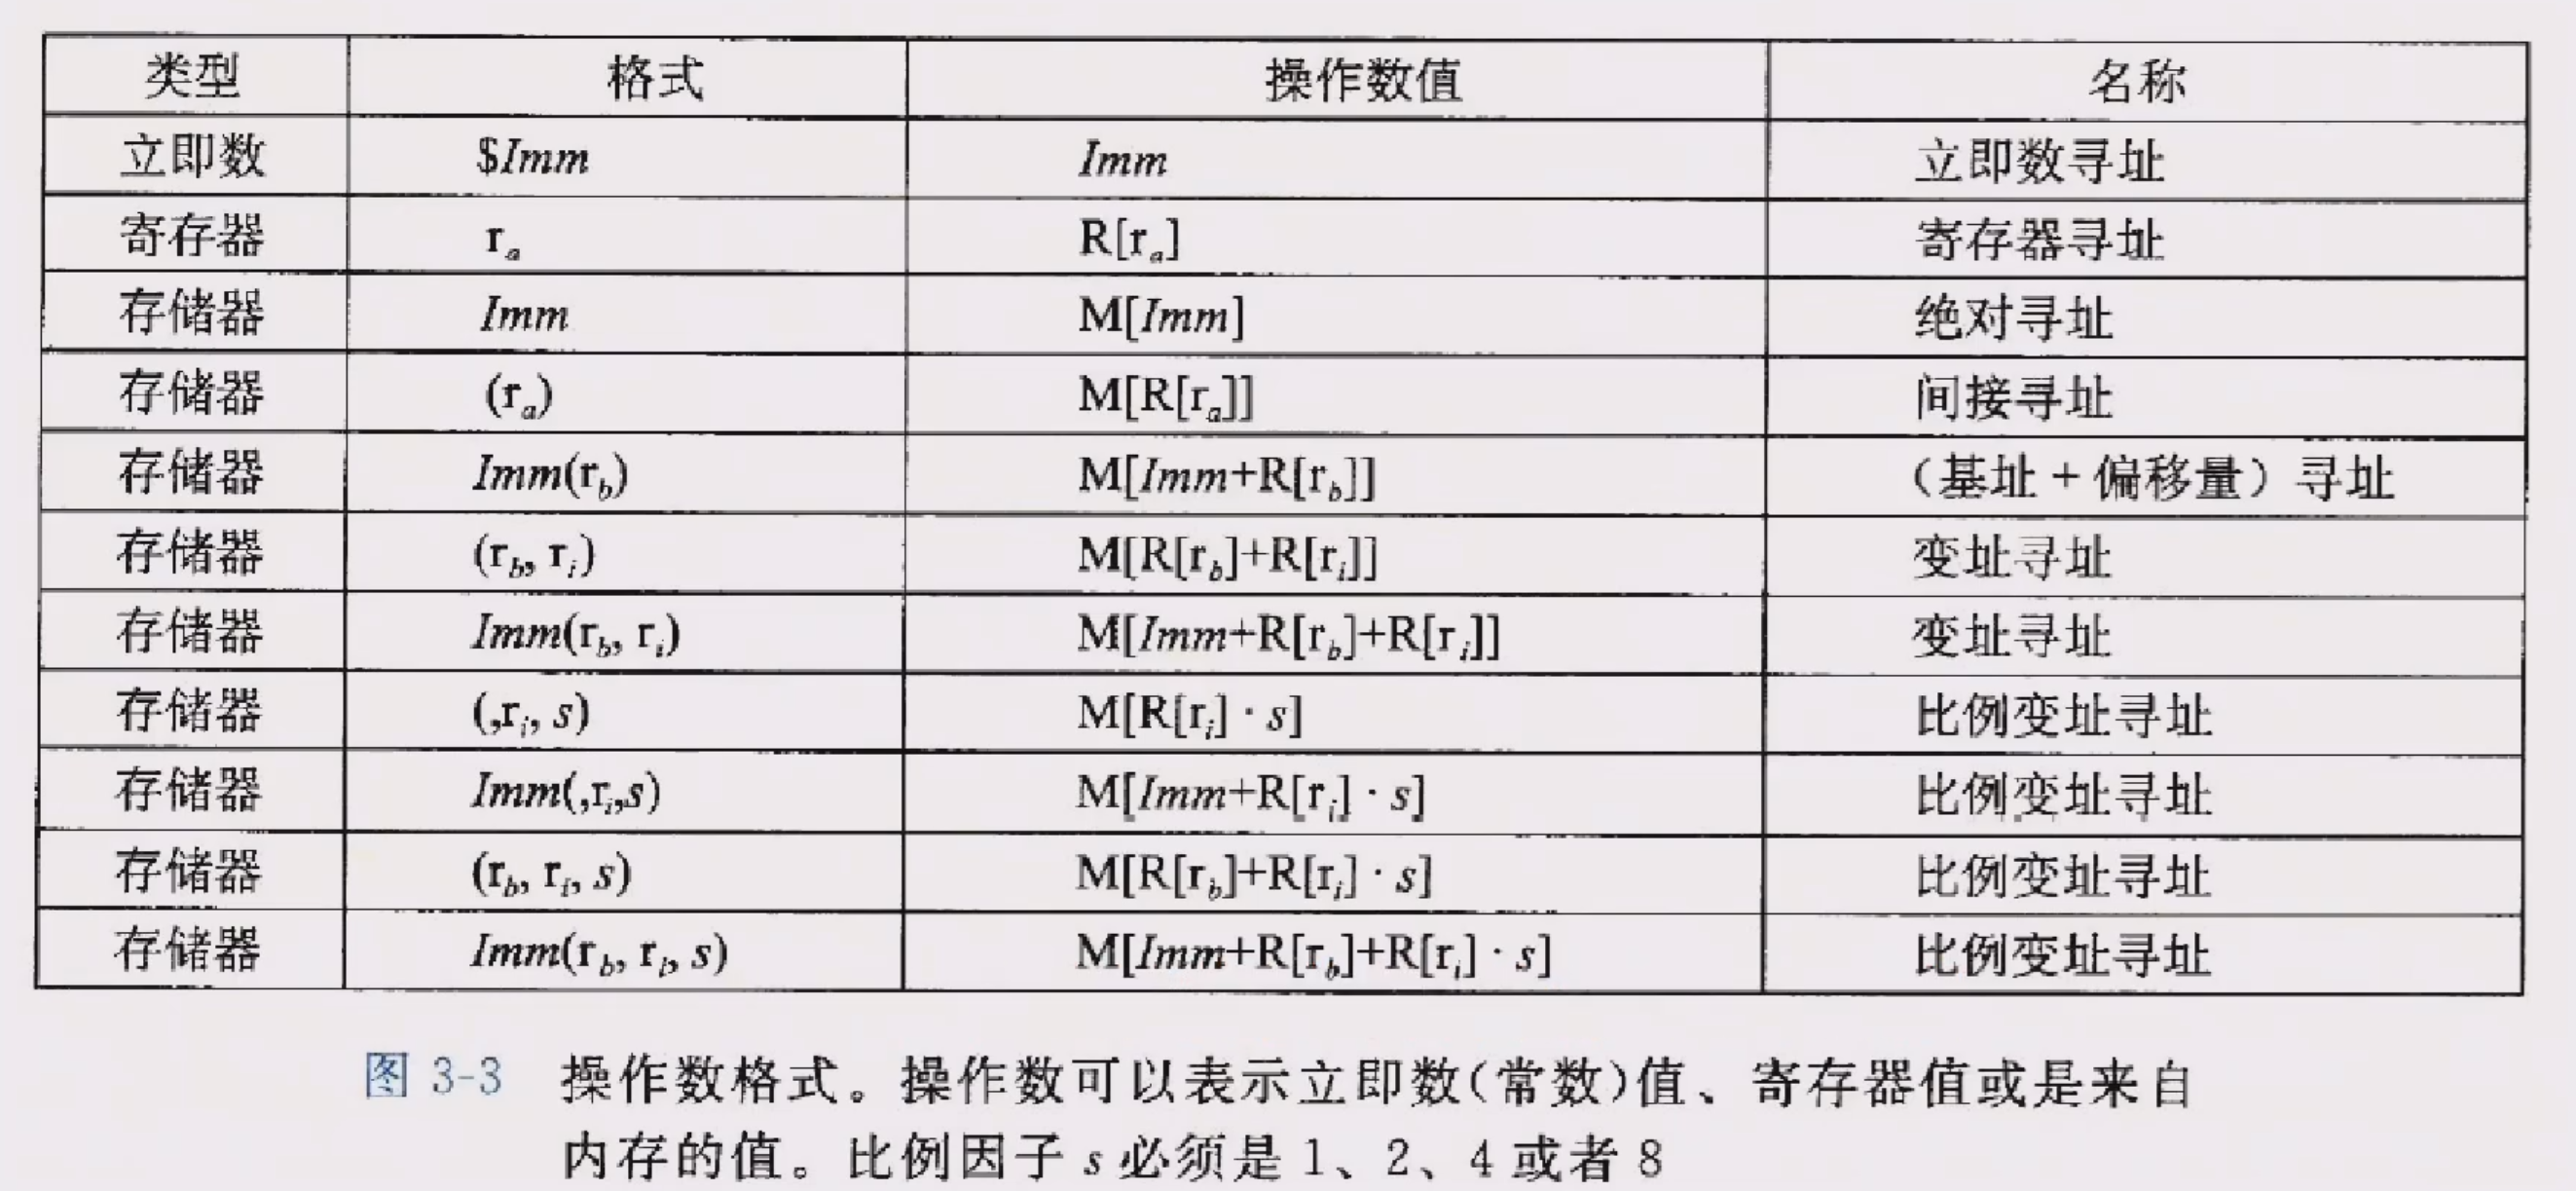 类型 格式 操作数值 名称
立即数 $Imm Imm 立即数寻址
寄存器 rₐ R[rₐ] 寄存器寻址
存储器 Imm M[Imm] 绝对寻址
存储器 (rₐ) M[R[rₐ]] 间接寻址
存储器 Imm(r_b) M[Imm+R[r_b]] （基址+偏移量）寻址
存储器 (r_b, r_i) M[R[r_b]+R[r_i]] 变址寻址
存储器 Imm(r_b, r_i) M[Imm+R[r_b]+R[r_i]] 变址寻址
存储器 (,r_i, s) M[R[r_i]·s] 比例变址寻址
存储器 Imm(,r_i,s) M[Imm+R[r_i]·s] 比例变址寻址
存储器 (r_b, r_i, s) M[R[r_b]+R[r_i]·s] 比例变址寻址
存储器 Imm(r_b, r_i, s) M[Imm+R[r_b]+R[r_i]·s] 比例变址寻址
图 3-3 操作数格式。操作数可以表示立即数(常数)值、寄存器值或是来自
内存的值。比例因子 s 必须是 1、2、4 或者 8